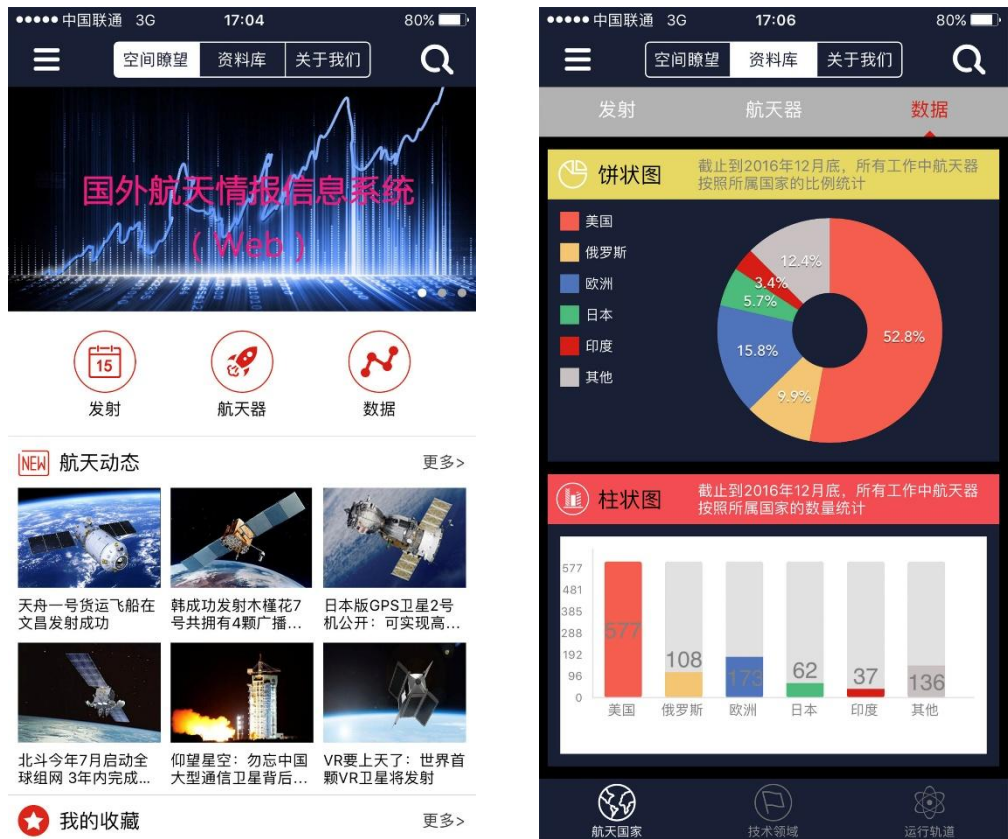 中国联通 3G 17:04 80%
空间瞭望 资料库 关于我们
国外航天情报信息系统
(Web)
15
发射 航天器 数据
NEW 航天动态 更多>
天舟一号货运飞船在
文昌发射成功
韩成功发射木槿花7
号共拥有4颗广播...
日本版GPS卫星2号
机公开：可实现高...
北斗今年7月启动全
球组网 3年内完成...
仰望星空：勿忘中国
大型通信卫星背后...
VR要上天了：世界首
颗VR卫星将发射
我的收藏 更多>
中国联通 3G 17:06 80%
空间瞭望 资料库 关于我们
发射 航天器 数据
饼状图
截止到2016年12月底，所有工作中航天器
按照所属国家的比例统计
美国
俄罗斯
欧洲
日本
印度
其他
12.4%
3.4%
5.7%
52.8%
15.8%
9.9%
柱状图
截止到2016年12月底，所有工作中航天器
按照所属国家的数量统计
577
481
385
288
192
96
0
577 108 173 62 37 136
美国 俄罗斯 欧洲 日本 印度 其他
航天国家 技术领域 运行轨道